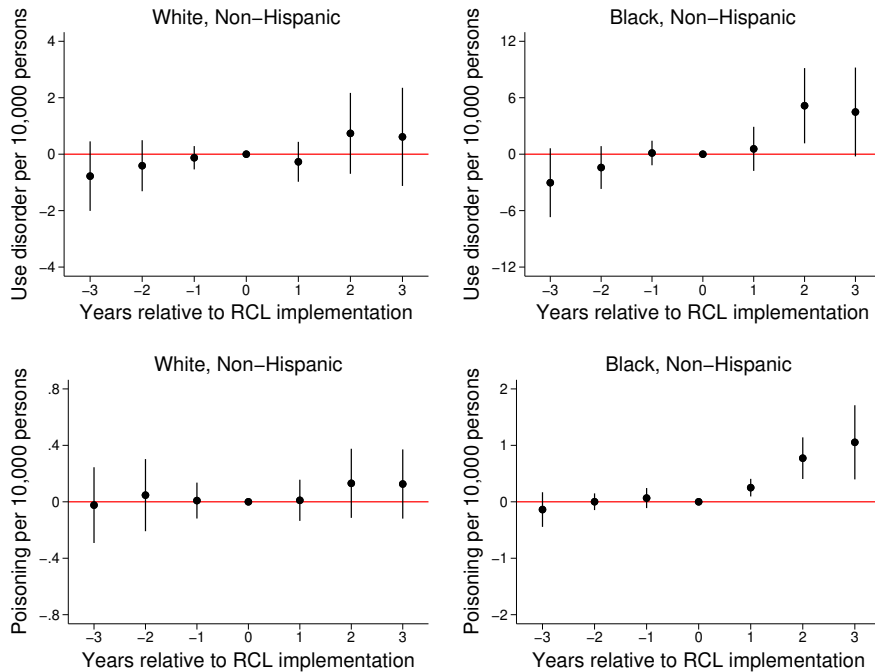 White, Non−Hispanic
Use disorder per 10,000 persons
4
2
0
−2
−4
−3 −2 −1 0 1 2 3
Years relative to RCL implementation
Black, Non−Hispanic
Use disorder per 10,000 persons
12
6
0
−6
−12
−3 −2 −1 0 1 2 3
Years relative to RCL implementation
White, Non−Hispanic
Poisoning per 10,000 persons
.8
.4
0
−.4
−.8
−3 −2 −1 0 1 2 3
Years relative to RCL implementation
Black, Non−Hispanic
Poisoning per 10,000 persons
2
1
0
−1
−2
−3 −2 −1 0 1 2 3
Years relative to RCL implementation